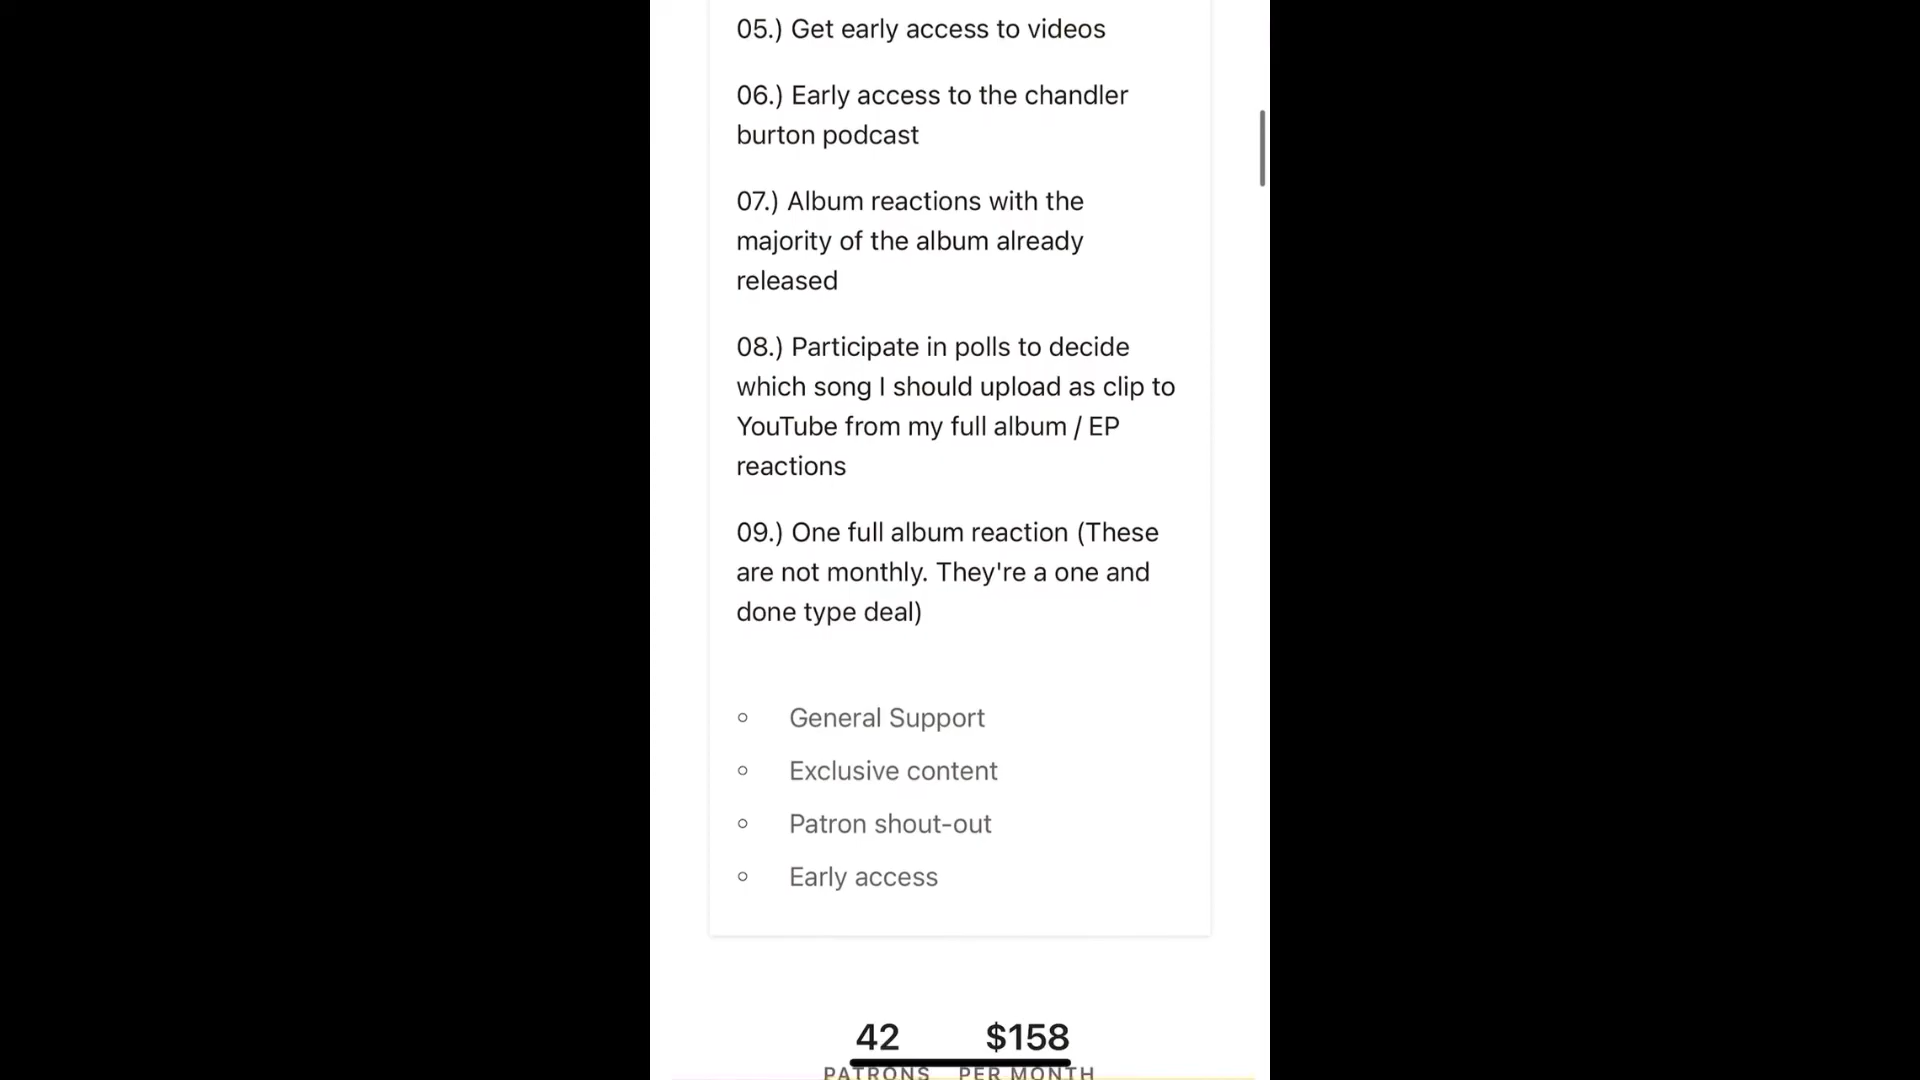 05.) Get early access to videos
06.) Early access to the chandler
burton podcast
07.) Album reactions with the
majority of the album already
released
08.) Participate in polls to decide
which song I should upload as clip to
YouTube from my full album / EP
reactions
09.) One full album reaction (These
are not monthly. They're a one and
done type deal)
General Support
Exclusive content
Patron shout-out
Early access
42 $158
PATRONS PER MONTH